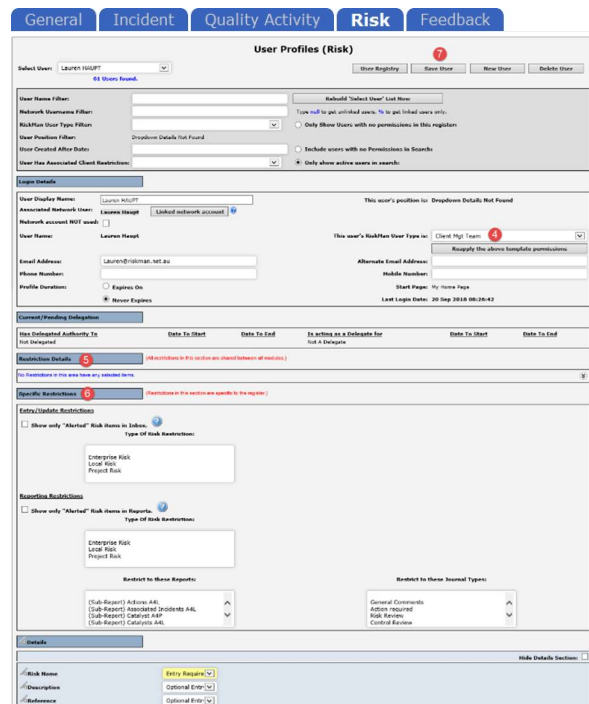 General Incident Quality Activity Risk Feedback
User Profiles (Risk)
7
Select User: Lauren HAUPT User Registry Save User New User Delete User
61 Users found.
User Name Filter: Rebuild 'Select User' List Now
Network Username Filter: Type null to get unlinked users. % to get linked users only.
RiskMan User Type Filter: Only Show Users with no permissions in this register:
User Position Filter: Dropdown Details Not Found
User Created After Date: Include users with no Permissions in Search:
User Has Associated Client Restriction: Only show active users in search:
Login Details
User Display Name: Lauren HAUPT This user's position is: Dropdown Details Not Found
Associated Network User: Lauren Haupt Linked network account ?
Network account NOT used:
User Name: Lauren Haupt This user's RiskMan User Type is: Client Mgt Team 4
Reapply the above template permissions
Email Address: Lauren@riskman.net.au Alternate Email Address:
Phone Number: Mobile Number:
Profile Duration: Expires On Start Page: My Home Page
Never Expires Last Login Date: 20 Sep 2018 08:26:42
Current/Pending Delegation
Has Delegated Authority To Date To Start Date To End Is acting as a Delegate for Date To Start Date To End
Not Delegated Not A Delegate
Restriction Details 5 (All restrictions in this section are shared between all modules.)
No Restrictions in this area have any selected items.
Specific Restrictions 6 (Restrictions in this section are specific to the register.)
Entry/Update Restrictions
Show only "Alerted" Risk items in Inbox. ?
Type Of Risk Restriction:
Enterprise Risk
Local Risk
Project Risk
Reporting Restrictions
Show only "Alerted" Risk items in Reports. ?
Type Of Risk Restriction:
Enterprise Risk
Local Risk
Project Risk
Restrict to these Reports: Restrict to these Journal Types:
(Sub-Report) Actions A4L General Comments
(Sub-Report) Associated Incidents A4L Action required
(Sub-Report) Catalyst A4P Risk Review
(Sub-Report) Catalysts A4L Control Review
Details
Hide Details Section:
Risk Name Entry Require
Description Optional Entr
Reference Optional Entr